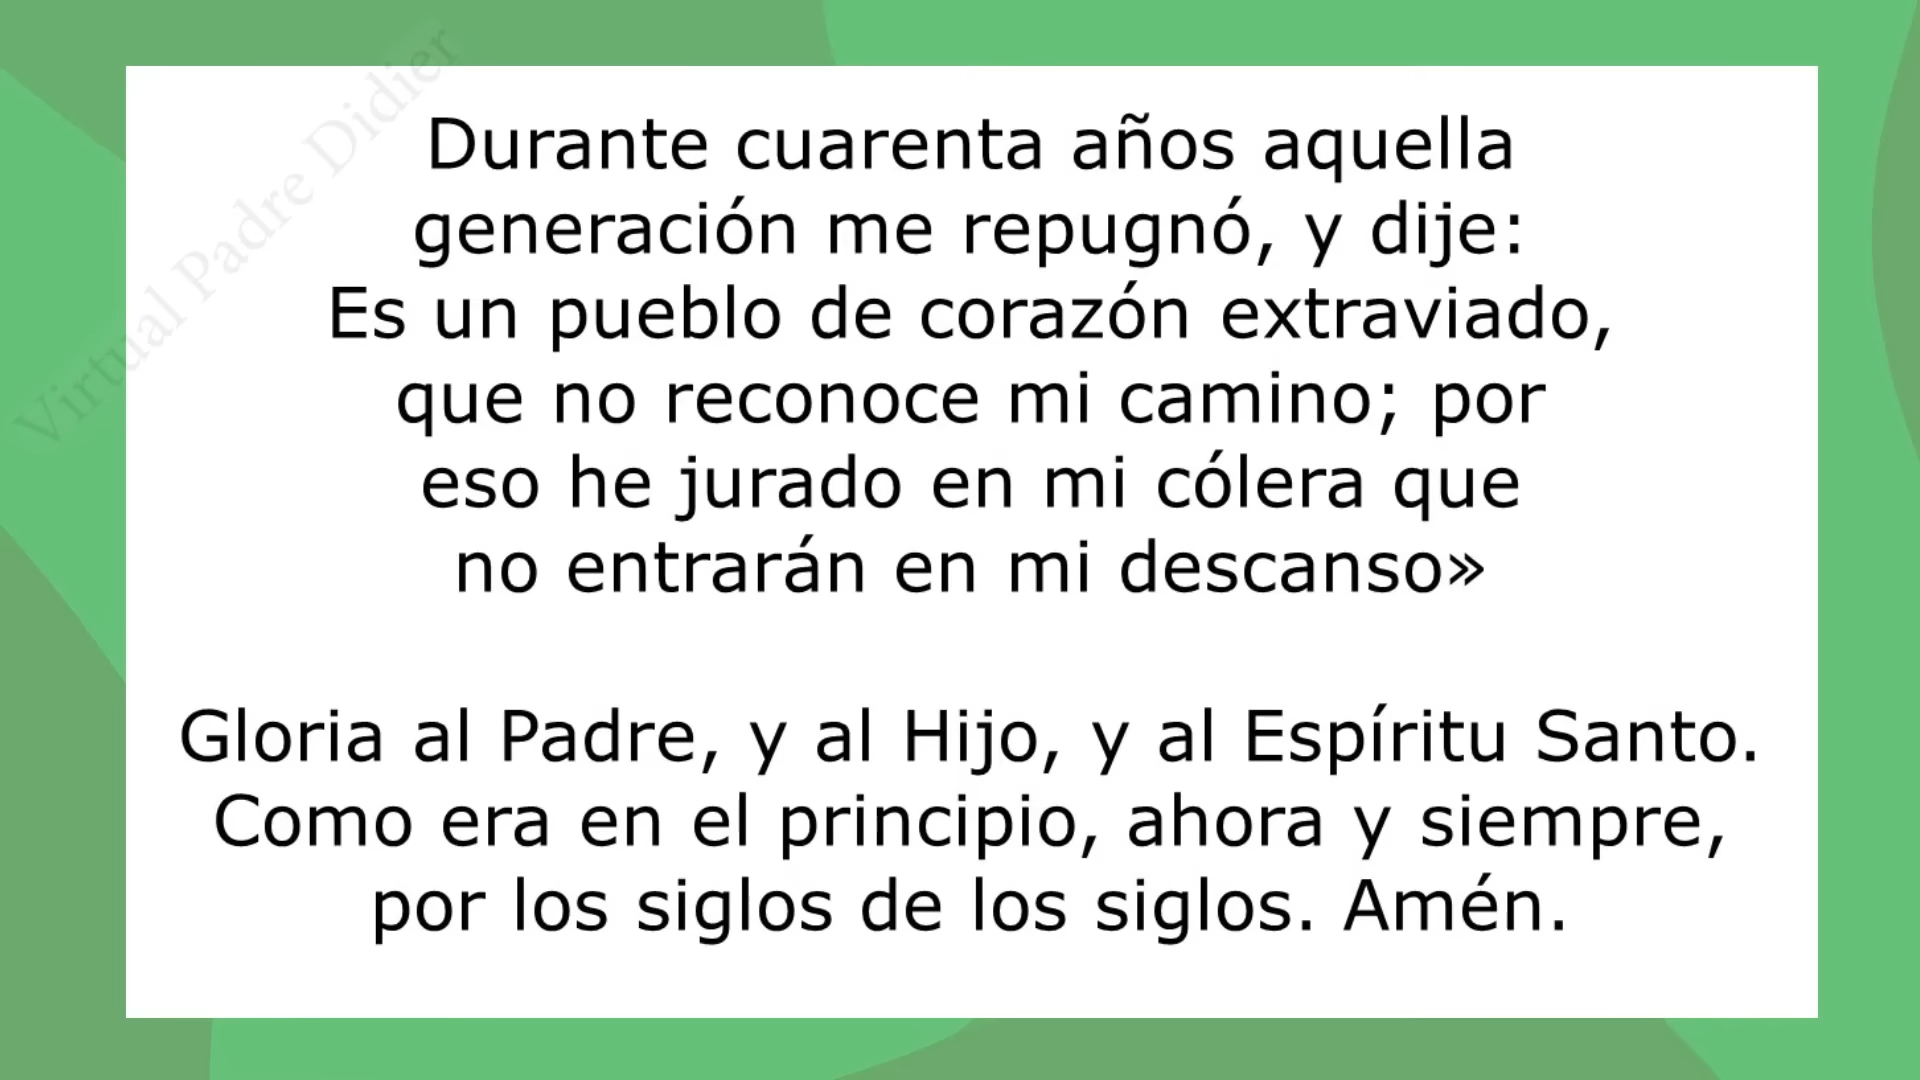 Virtual Padre Didier
Durante cuarenta años aquella
generación me repugnó, y dije:
Es un pueblo de corazón extraviado,
que no reconoce mi camino; por
eso he jurado en mi cólera que
no entrarán en mi descanso»
Gloria al Padre, y al Hijo, y al Espíritu Santo.
Como era en el principio, ahora y siempre,
por los siglos de los siglos. Amén.